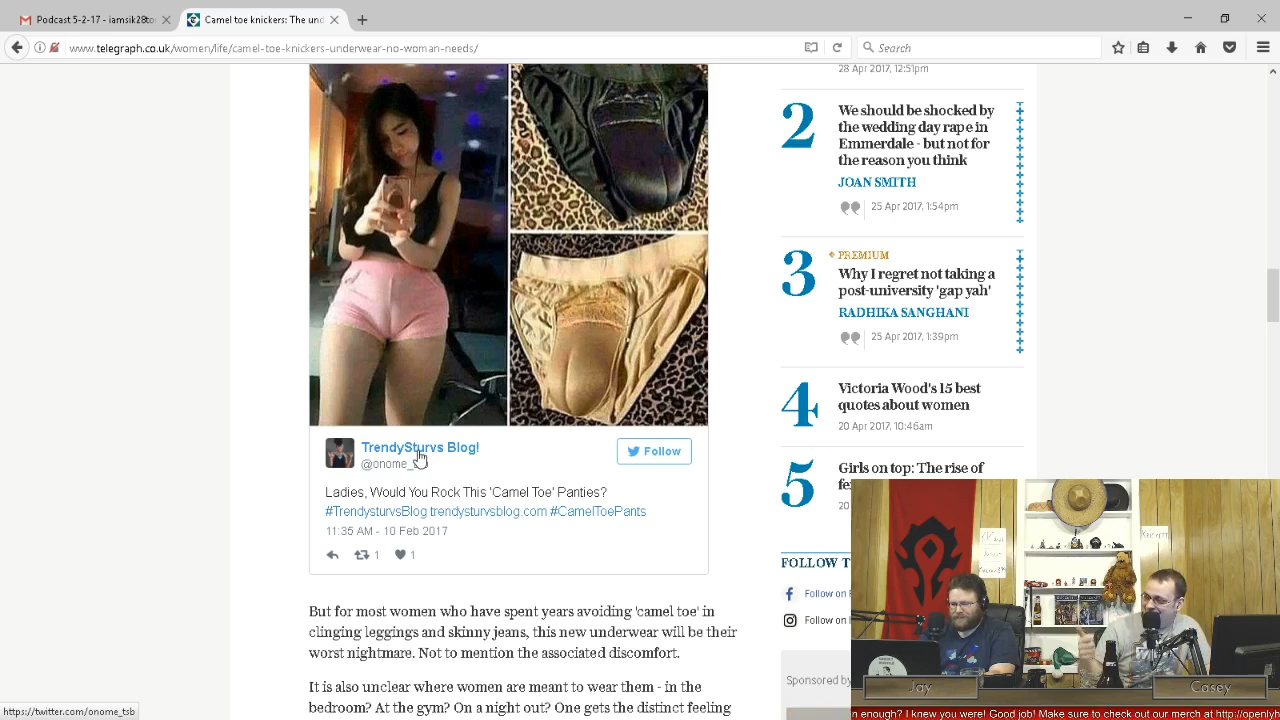 Podcast 5-2-17 - iamsik28to
Camel toe knickers: The und
www.telegraph.co.uk/women/life/camel-toe-knickers-underwear-no-woman-needs/
Search
TrendySturvs Blog!
Follow
Ladies, Would You Rock This 'Camel Toe' Panties?
#TrendysturvsBlog trendysturvsblog.com #CamelToePants
11:35 AM - 10 Feb 2017
1 1
But for most women who have spent years avoiding 'camel toe' in
clinging leggings and skinny jeans, this new underwear will be their
worst nightmare. Not to mention the associated discomfort.
It is also unclear where women are meant to wear them - in the
bedroom? At the gym? On a night out? One gets the distinct feeling
28 Apr 2017, 12:51pm
2
We should be shocked by
the wedding day rape in
Emmerdale - but not for
the reason you think
JOAN SMITH
25 Apr 2017, 1:54pm
3
PREMIUM
Why I regret not taking a
post-university 'gap yah'
RADHIKA SANGHANI
25 Apr 2017, 1:39pm
4
Victoria Wood's 15 best
quotes about women
20 Apr 2017, 10:46am
5
Girls on top: The rise of
20
FOLLOW T
Follow on F
Follow on I
Sponsored by
Jay
Casey
n enough? I knew you were! Good job! Make sure to check out our merch at http://openlyh
https://twitter.com/onome_tsb